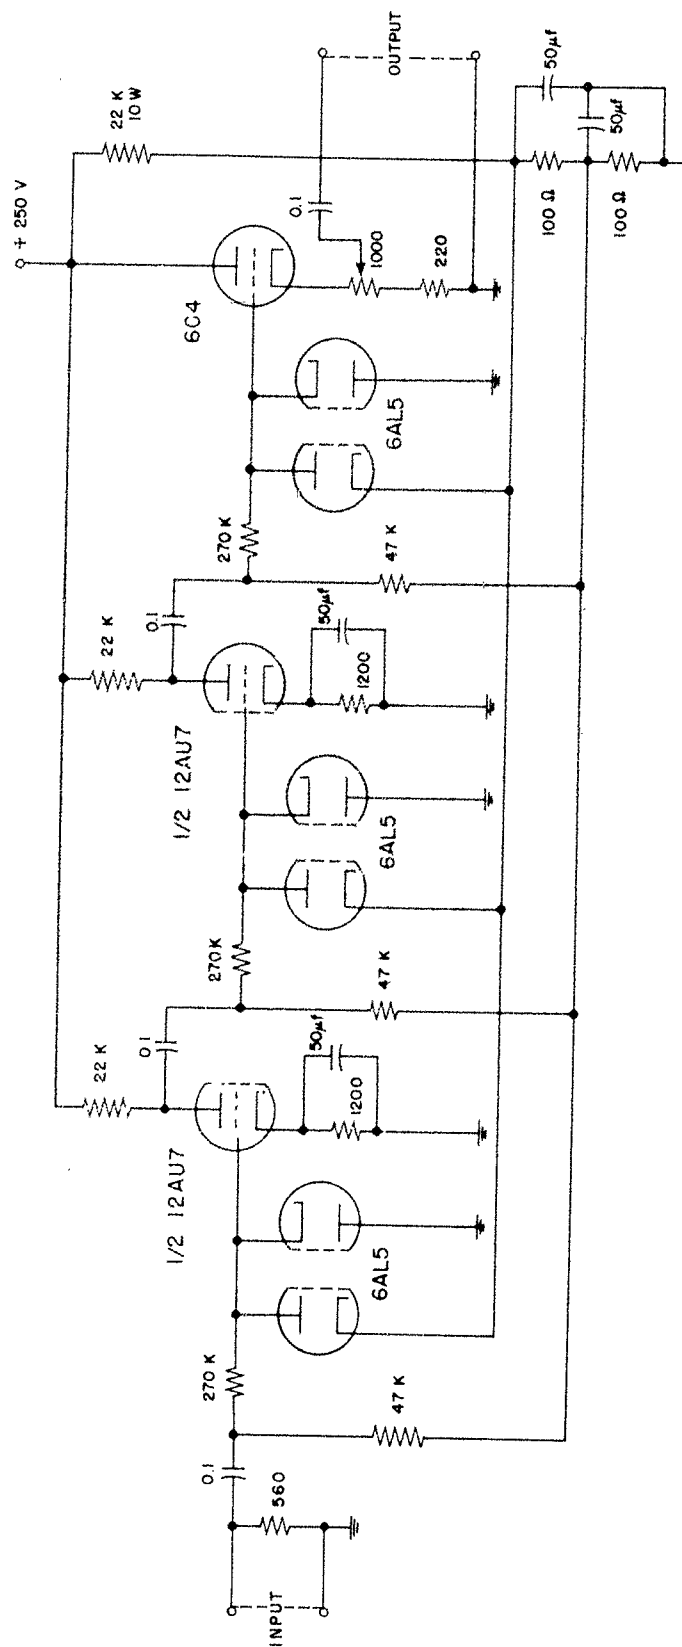 + 250 V
22 K
10 W
22 K
22 K
0.1
0.1
0.1
1/2 12AU7
1/2 12AU7
6C4
0.1
270 K
270 K
270 K
INPUT
560
6AL5
1200
50μf
6AL5
1200
50μf
6AL5
1000
220
OUTPUT
47 K
47 K
47 K
100 Ω
50μf
100 Ω
50μf